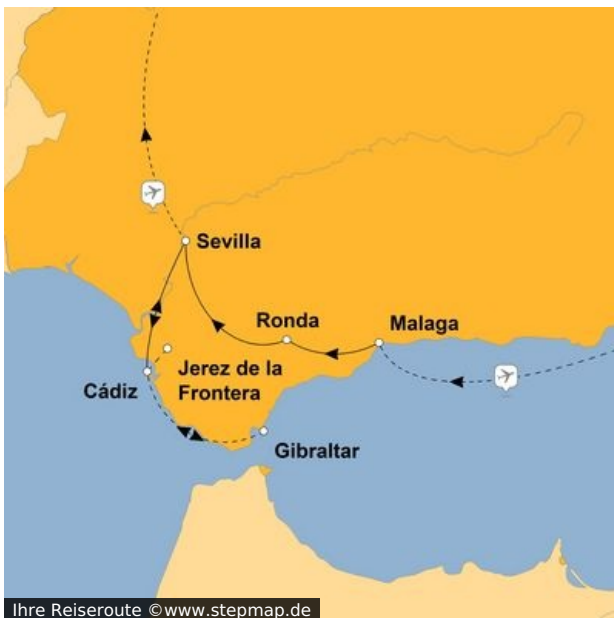 Sevilla
Ronda
Malaga
Jerez de la
Frontera
Cádiz
Gibraltar
Ihre Reiseroute ©www.stepmap.de